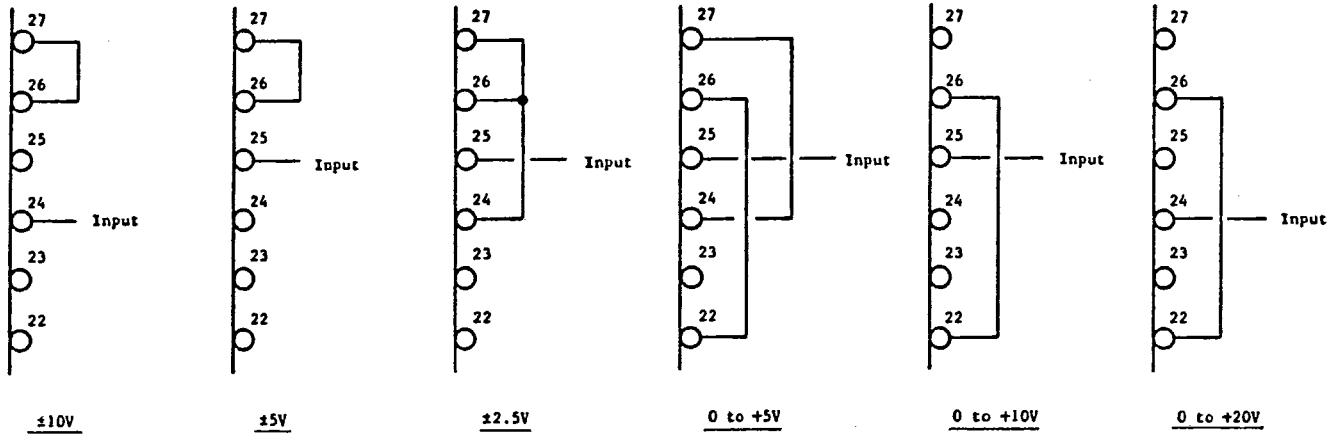 27 27 27 27 27 27
26 26 26 26 26 26
25 25 25 25 25 25
Input Input Input Input
24 24 24 24 24 24
Input Input
23 23 23 23 23 23
22 22 22 22 22 22
±10V ±5V ±2.5V 0 to +5V 0 to +10V 0 to +20V